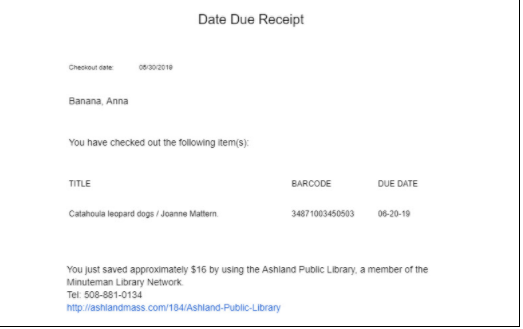 Date Due Receipt
Checkout date: 05/30/2019
Banana, Anna
You have checked out the following item(s):
TITLE BARCODE DUE DATE
Catahoula leopard dogs / Joanne Mattern. 34871003450503 06-20-19
You just saved approximately $16 by using the Ashland Public Library, a member of the
Minuteman Library Network.
Tel: 508-881-0134
http://ashlandmass.com/184/Ashland-Public-Library